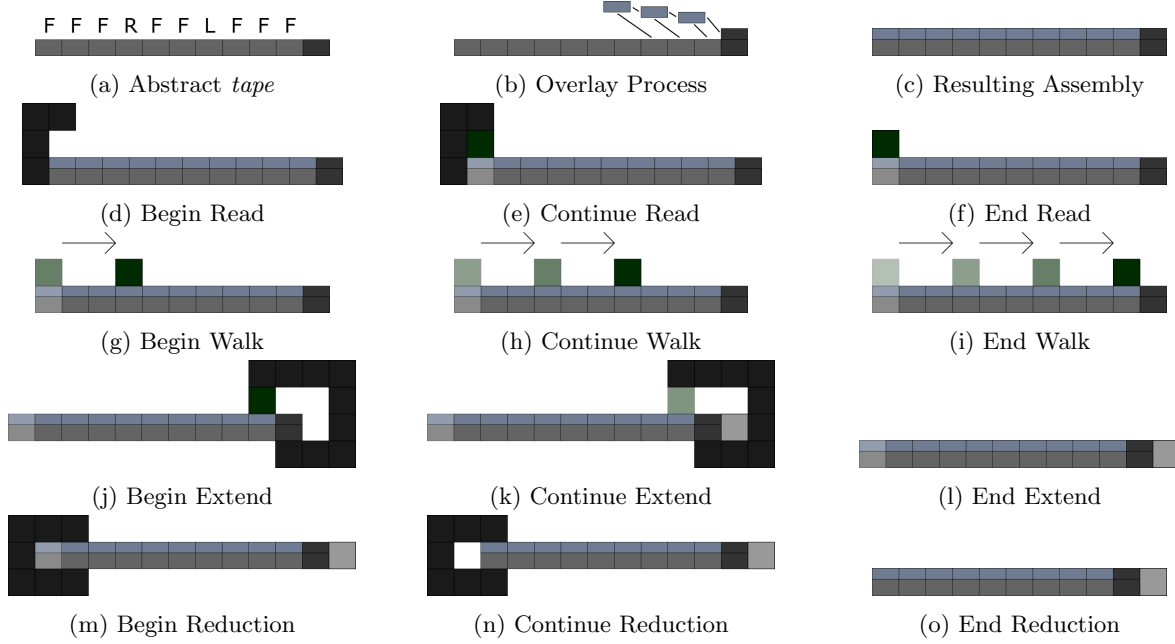 F F F R F F L F F F
(a) Abstract tape
(b) Overlay Process
(c) Resulting Assembly
(d) Begin Read
(e) Continue Read
(f) End Read
(g) Begin Walk
(h) Continue Walk
(i) End Walk
(j) Begin Extend
(k) Continue Extend
(l) End Extend
(m) Begin Reduction
(n) Continue Reduction
(o) End Reduction